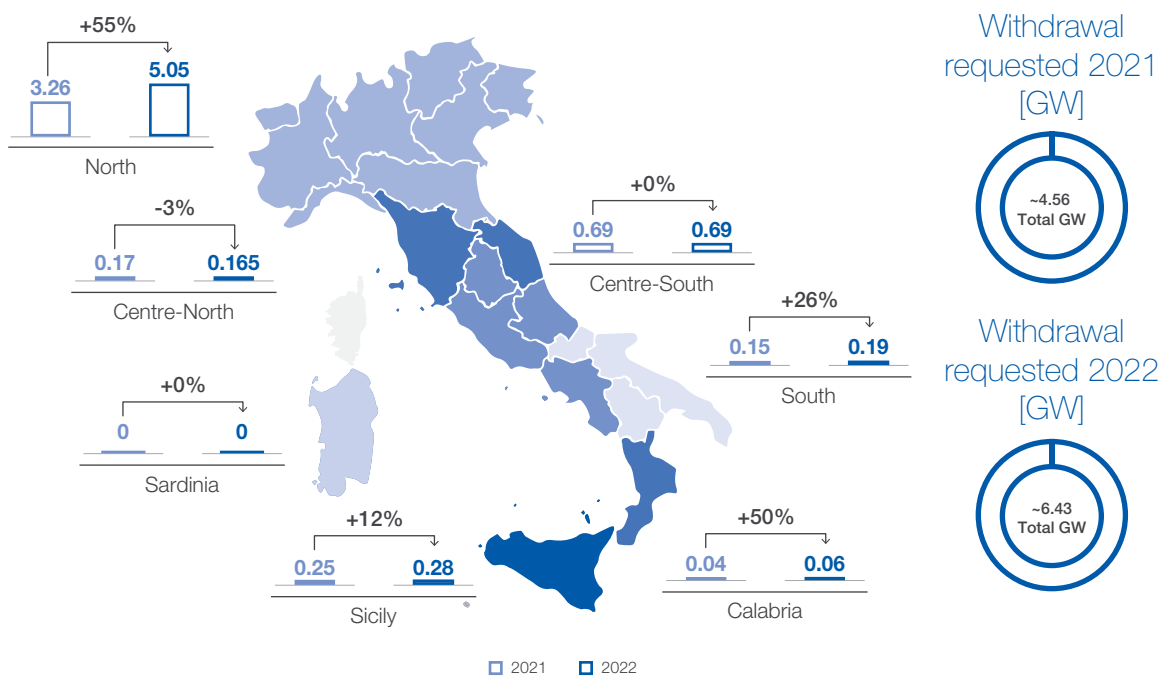 +55%
3.26
5.05
North
-3%
0.17
0.165
Centre-North
+0%
0
0
Sardinia
+12%
0.25
0.28
Sicily
+0%
0.69
0.69
Centre-South
+26%
0.15
0.19
South
+50%
0.04
0.06
Calabria
Withdrawal
requested 2021
[GW]
~4.56
Total GW
Withdrawal
requested 2022
[GW]
~6.43
Total GW
2021
2022